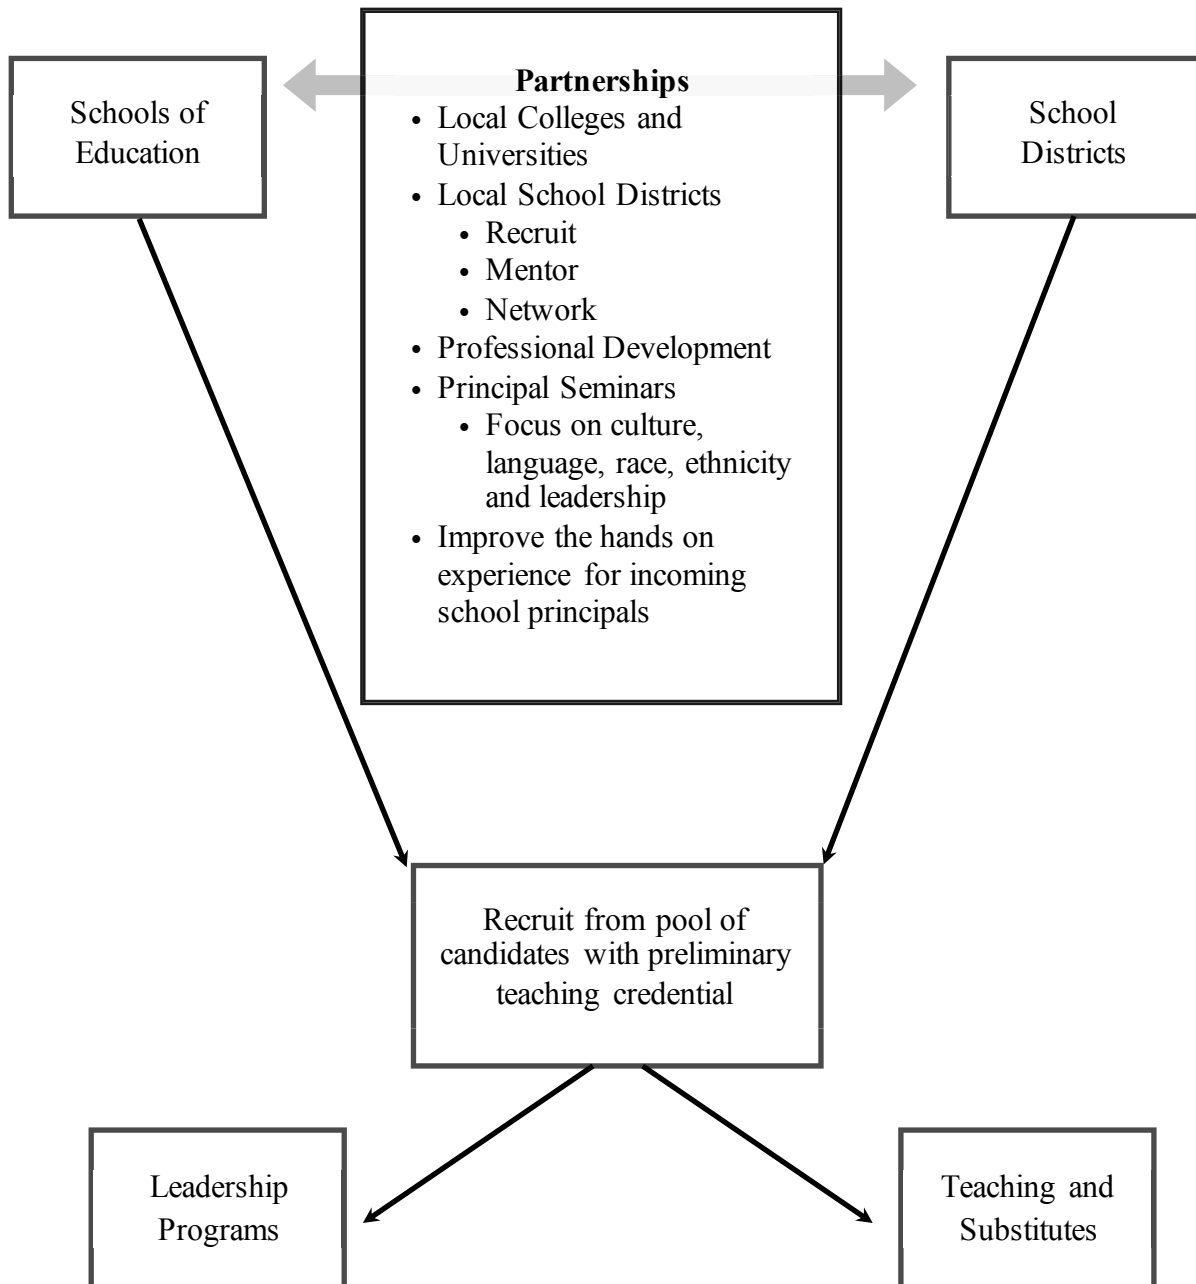 Schools of
Education
Partnerships
• Local Colleges and
Universities
• Local School Districts
• Recruit
• Mentor
• Network
• Professional Development
• Principal Seminars
• Focus on culture,
language, race, ethnicity
and leadership
• Improve the hands on
experience for incoming
school principals
School
Districts
Recruit from pool of
candidates with preliminary
teaching credential
Leadership
Programs
Teaching and
Substitutes